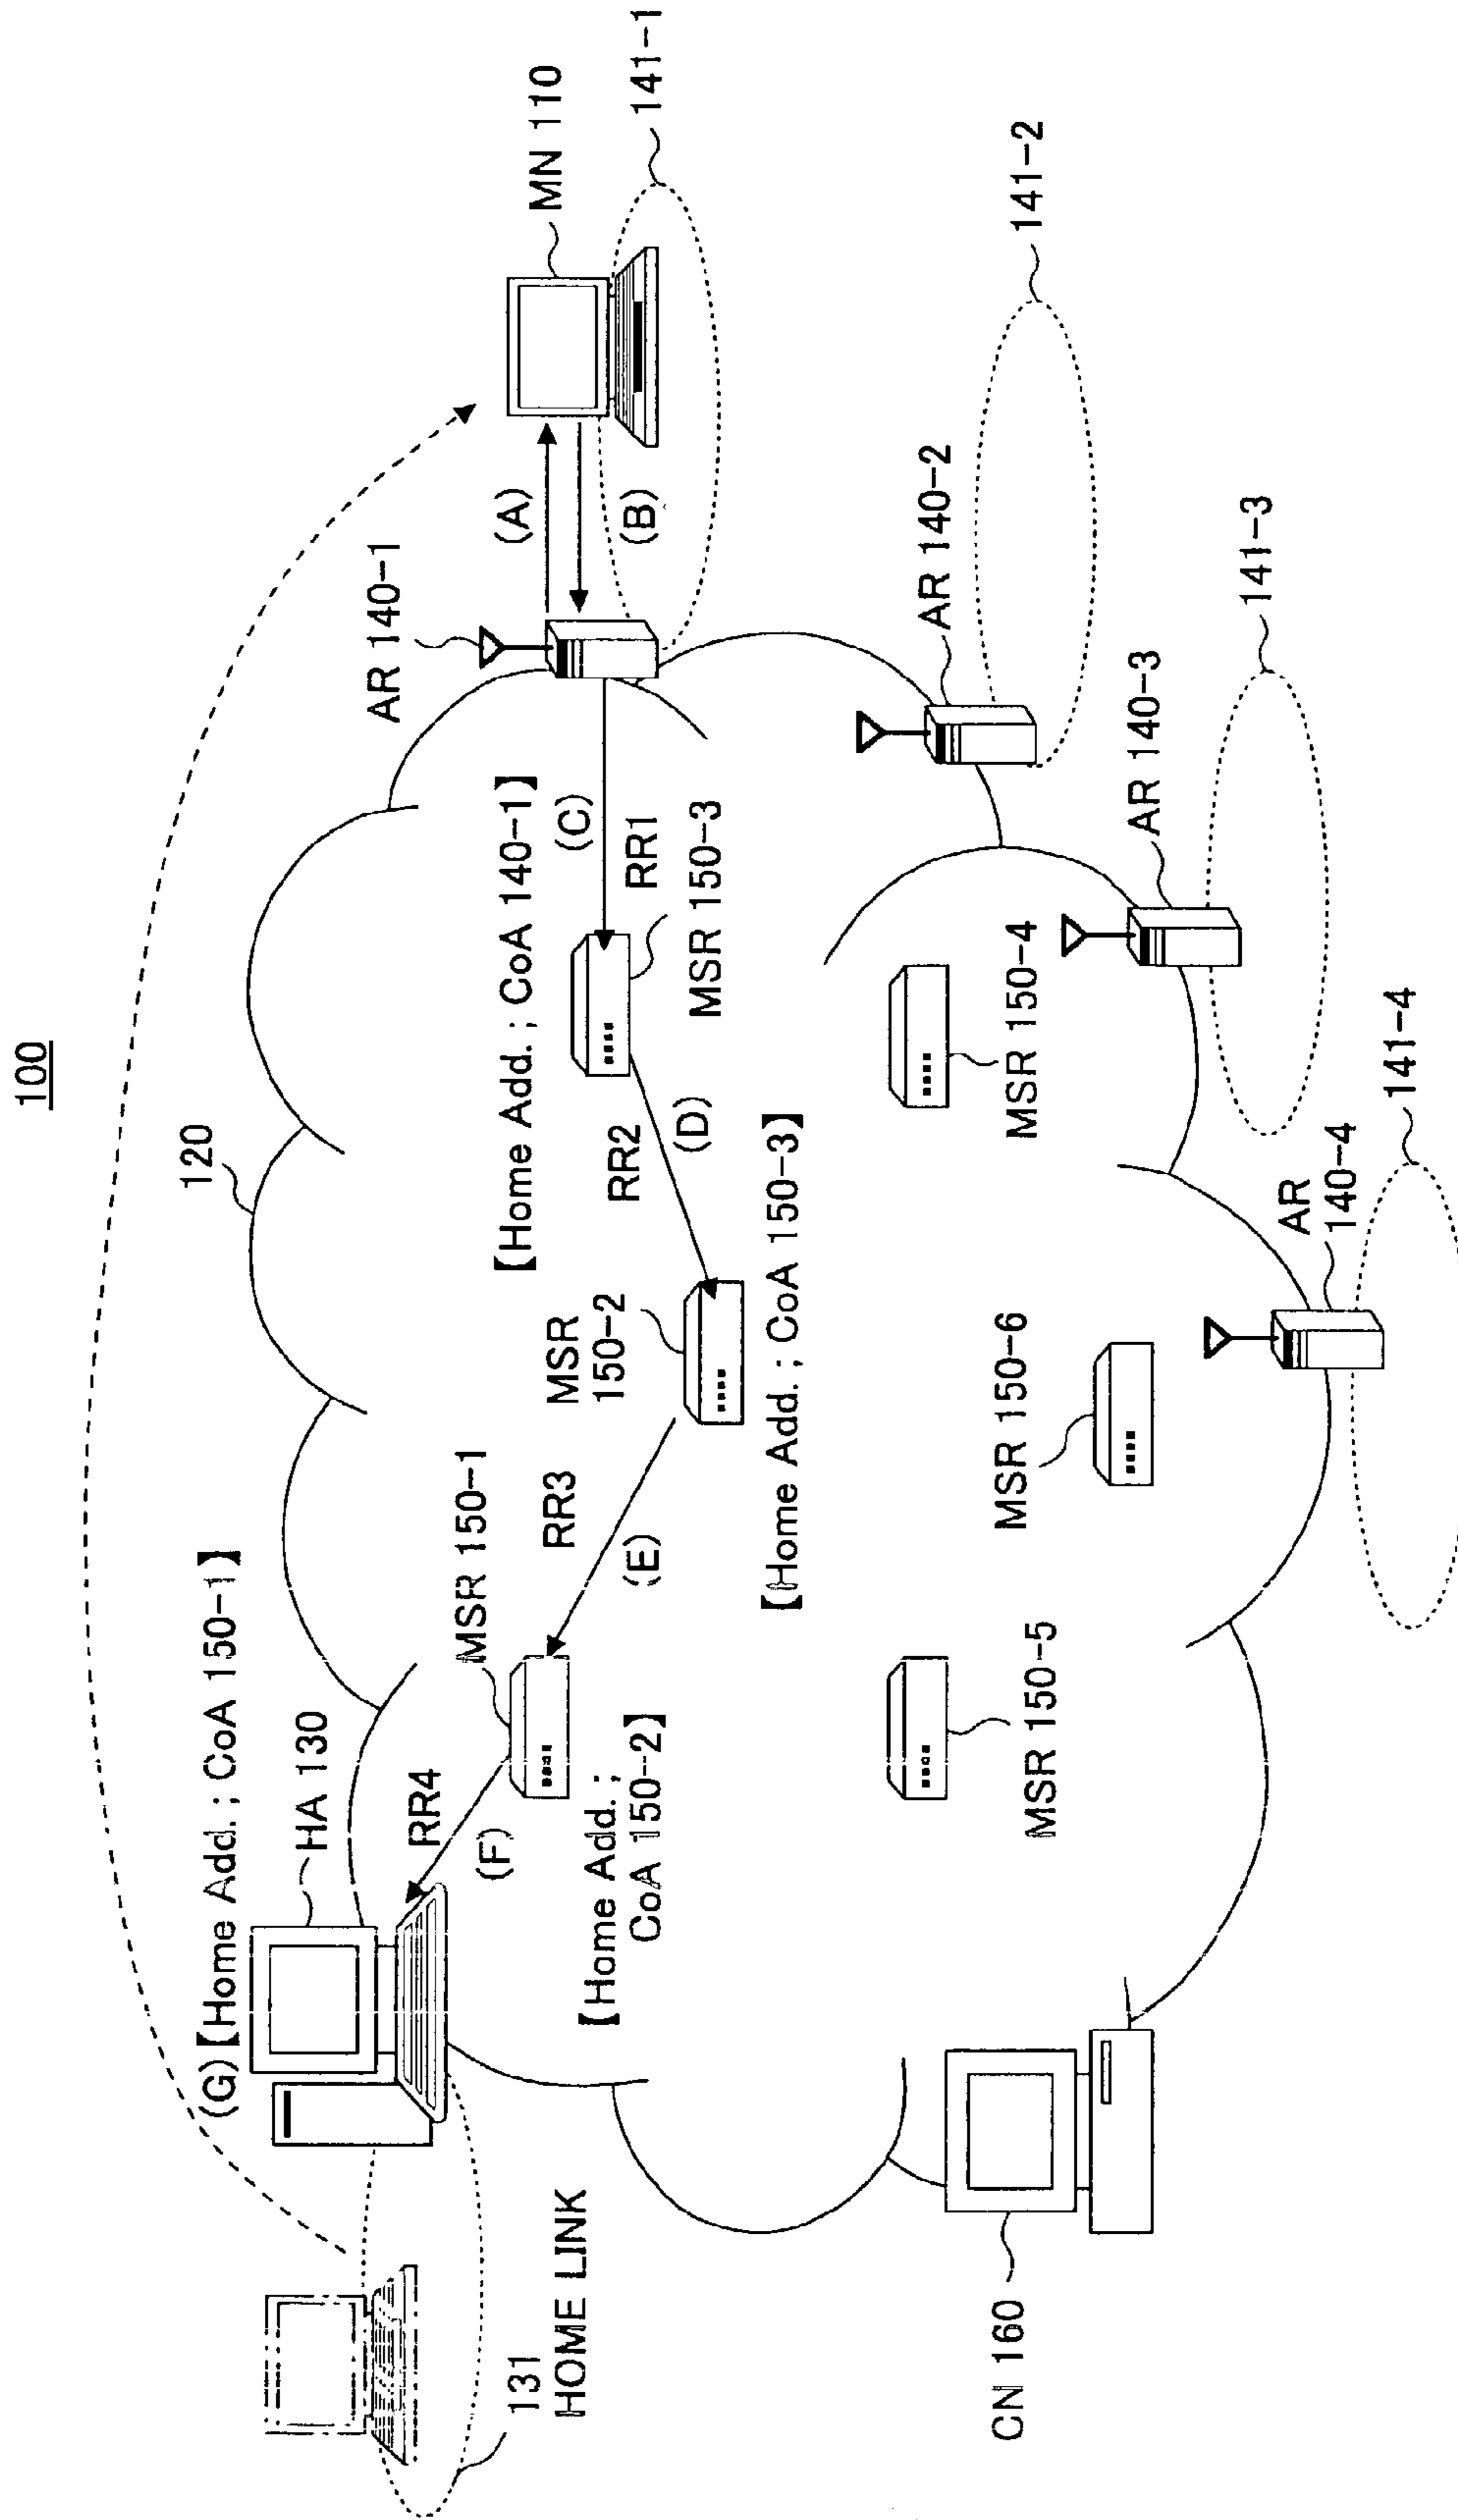 100
120
(G)【Home Add.; CoA 150-1】
HA 130
RR4
(F)
MSR 150-1
【Home Add.;
CoA 150-2】
RR3
(E)
MSR
150-2
【Home Add.; CoA 150-3】
RR2
(D)
【Home Add.; CoA 140-1】
(C)
RR1
MSR 150-3
AR 140-1
(A)
(B)
MN 110
141-1
AR 140-2
141-2
AR 140-3
141-3
MSR 150-4
AR
140-4
141-4
MSR 150-6
MSR 150-5
131
HOME LINK
CN 160